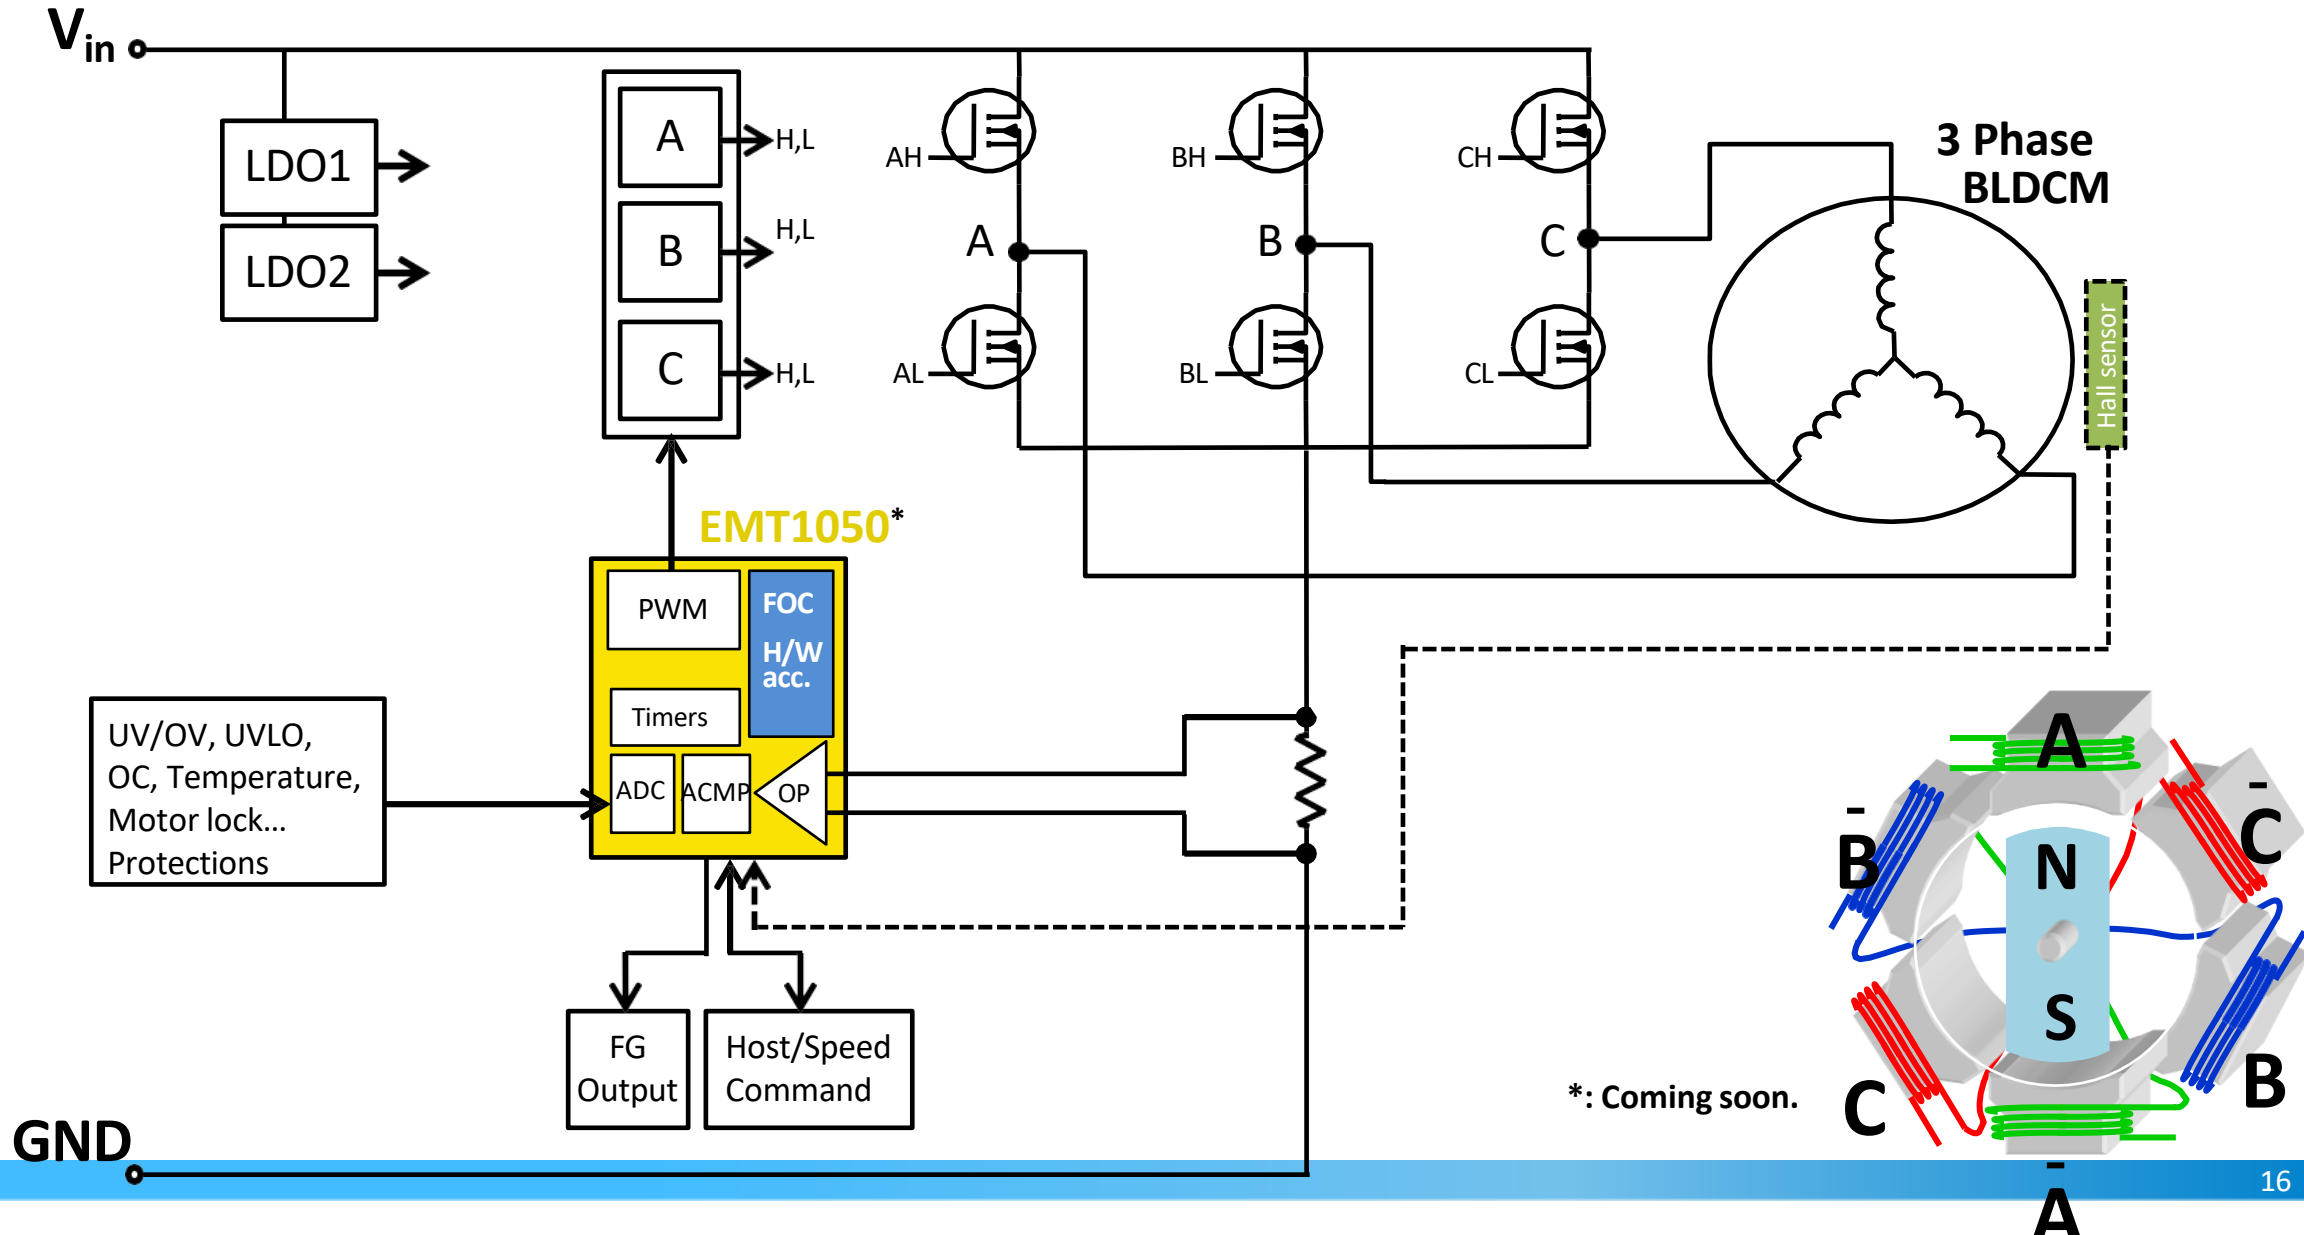 Vin
LDO1
LDO2
A
B
C
H,L
H,L
H,L
AH
BH
CH
A
B
C
AL
BL
CL
3 Phase
BLDCM
Hall sensor
EMT1050*
PWM
FOC
H/W
acc.
Timers
ADC
ACMP
OP
UV/OV, UVLO,
OC, Temperature,
Motor lock...
Protections
FG
Output
Host/Speed
Command
GND
*: Coming soon.
A
B̄
C̄
N
S
C
B
Ā
16